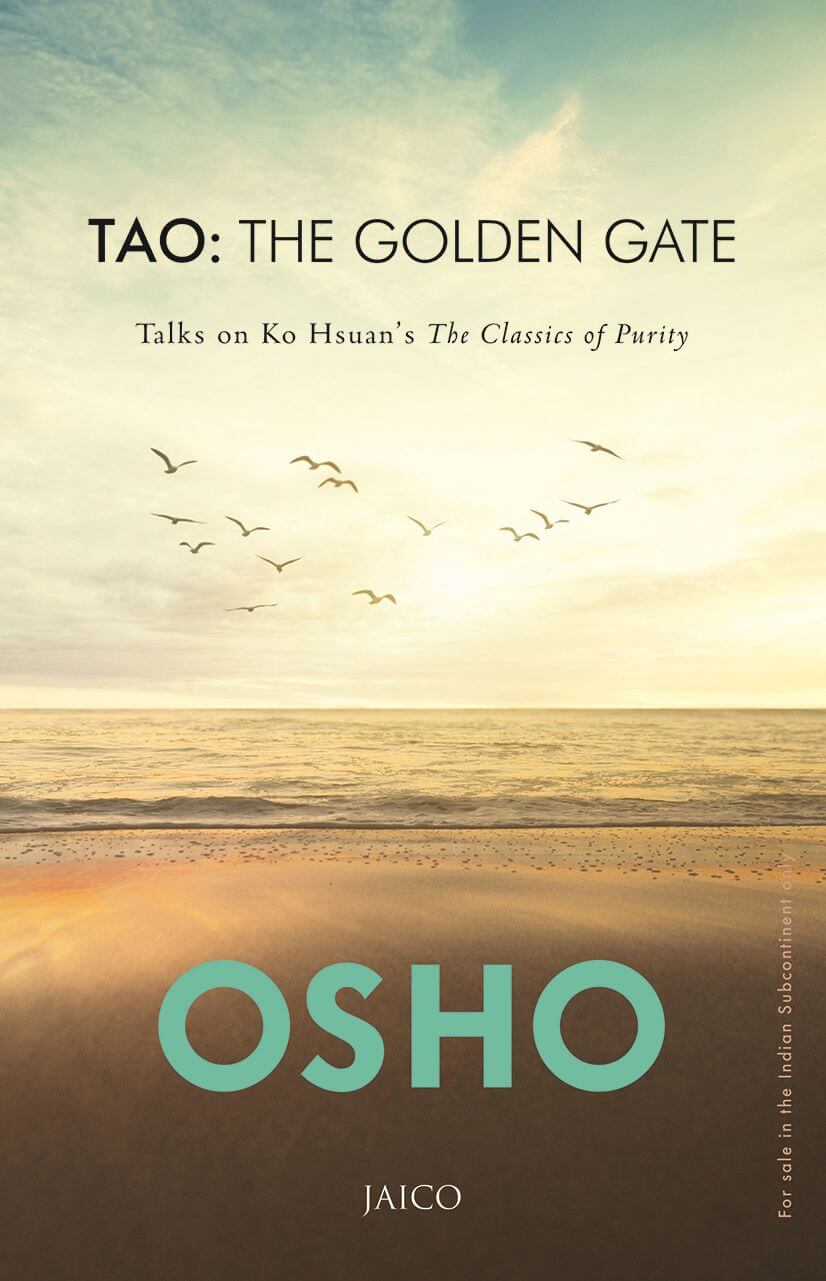 TAO: THE GOLDEN GATE
Talks on Ko Hsuan's The Classics of Purity
OSHO
JAICO
For sale in the Indian Subcontinent only